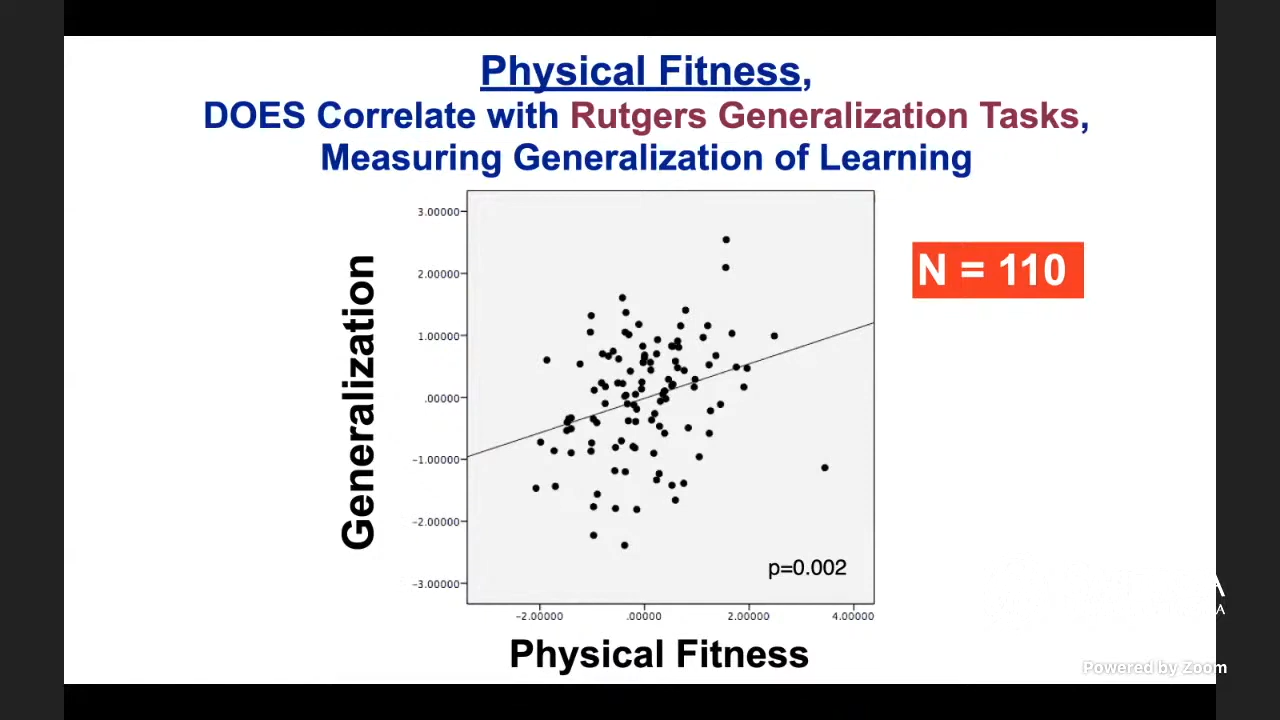 Physical Fitness,
DOES Correlate with Rutgers Generalization Tasks,
Measuring Generalization of Learning
3.00000
2.00000
1.00000
.00000
−1.00000
−2.00000
−3.00000
Generalization
N = 110
p=0.002
−2.00000 .00000 2.00000 4.00000
Physical Fitness
A
A
Powered by Zoom